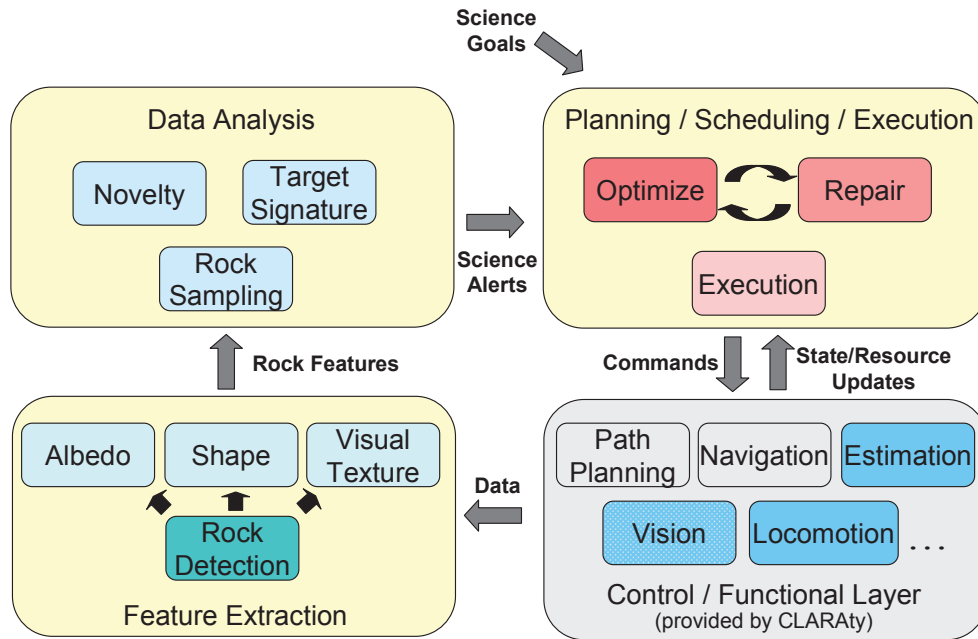 Science
Goals
Data Analysis
Novelty
Target
Signature
Rock
Sampling
Science
Alerts
Planning / Scheduling / Execution
Optimize
Repair
Execution
Rock Features
Commands
State/Resource
Updates
Albedo
Shape
Visual
Texture
Rock
Detection
Feature Extraction
Data
Path
Planning
Navigation
Estimation
Vision
Locomotion
...
Control / Functional Layer
(provided by CLARAty)